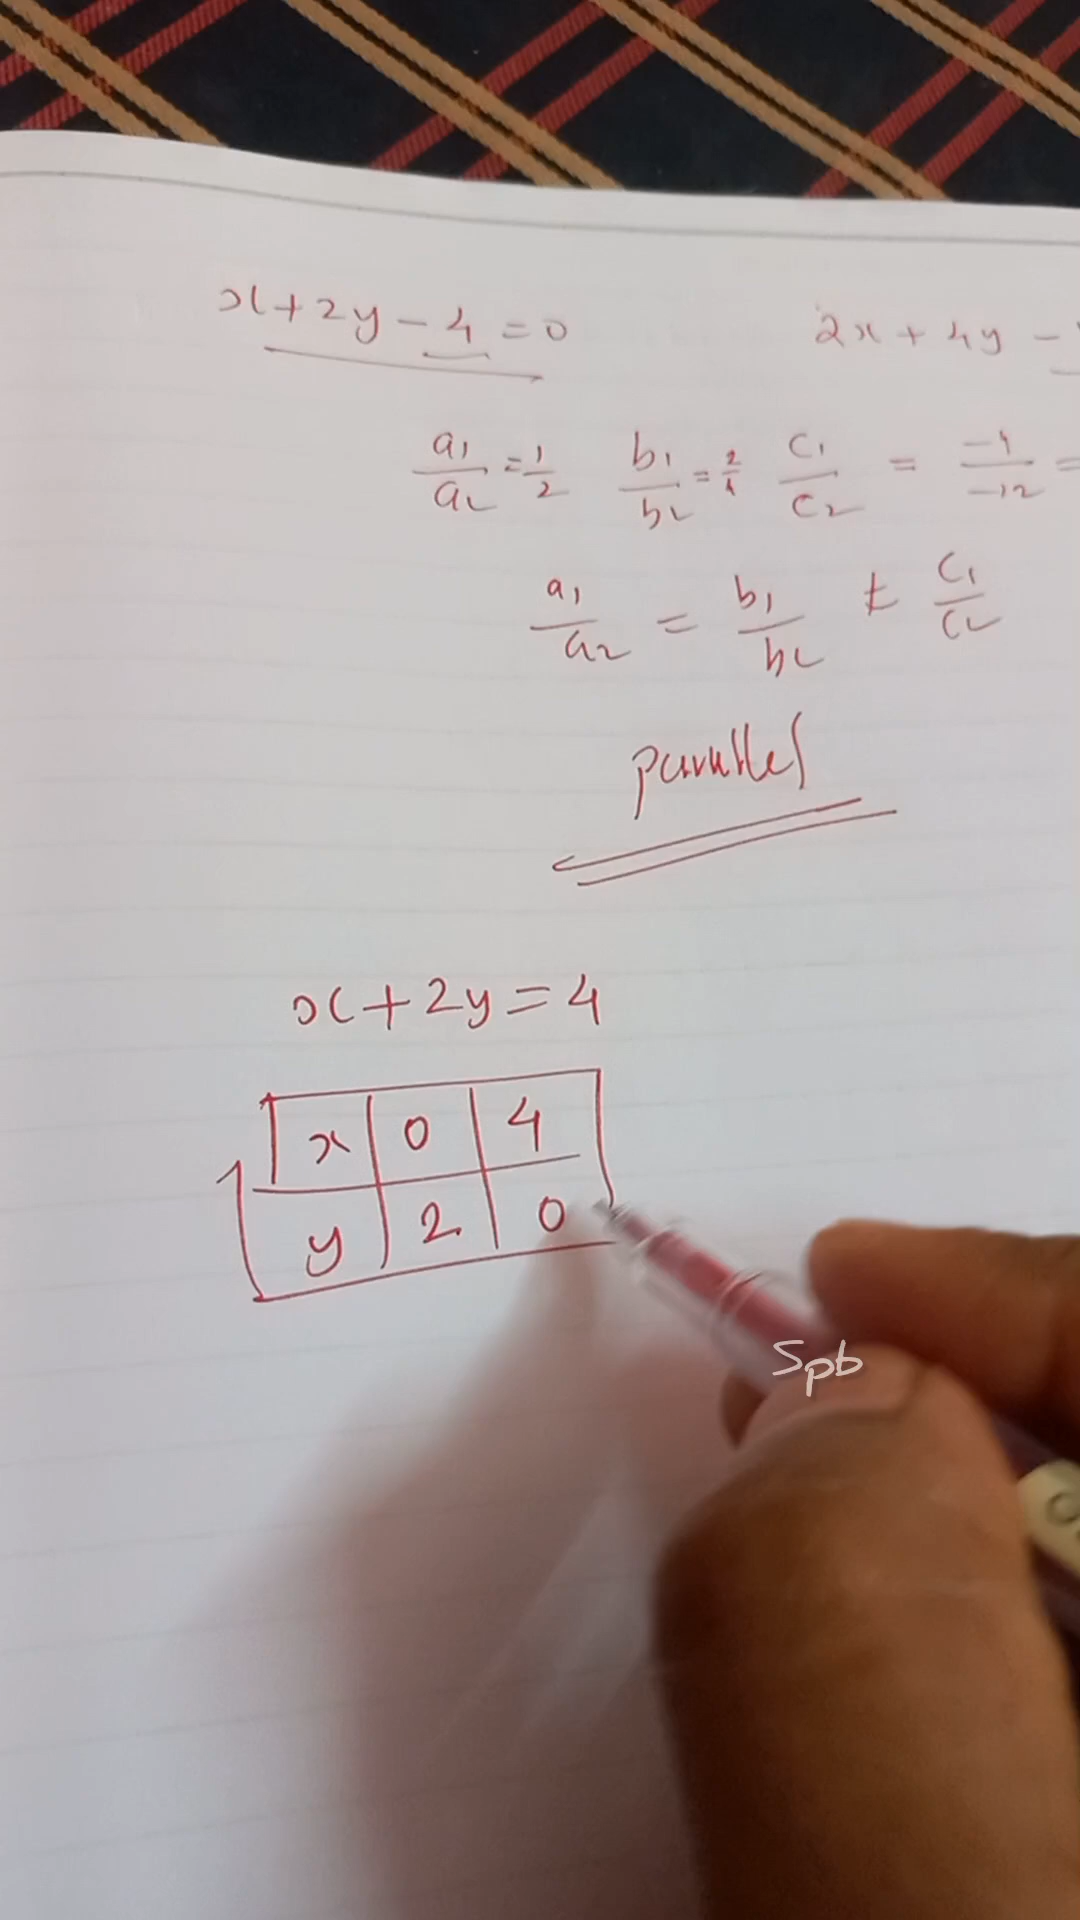 x+2y-4=0 2x+4y-
a1/a2 =1/2 b1/b2 =2/4 c1/c2 = -4/-12 =
a1/a2 = b1/b2 ≠ c1/c2
parallel
x+2y=4
x 0 4
y 2 0
Spb